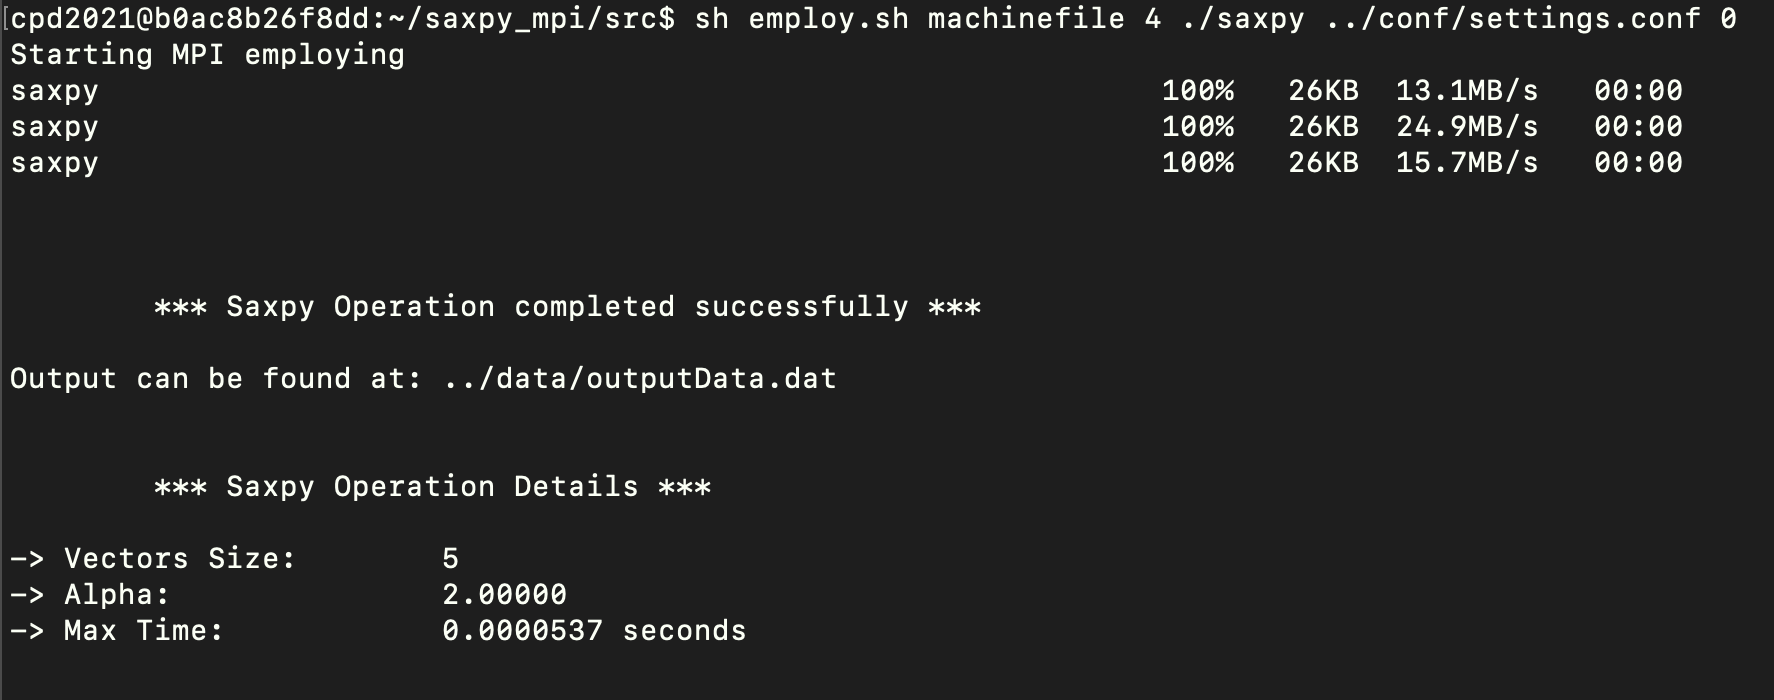 [cpd2021@b0ac8b26f8dd:~/saxpy_mpi/src$ sh employ.sh machinefile 4 ./saxpy ../conf/settings.conf 0
Starting MPI employing
saxpy 100% 26KB 13.1MB/s 00:00
saxpy 100% 26KB 24.9MB/s 00:00
saxpy 100% 26KB 15.7MB/s 00:00
*** Saxpy Operation completed successfully ***
Output can be found at: ../data/outputData.dat
*** Saxpy Operation Details ***
—> Vectors Size: 5
—> Alpha: 2.00000
—> Max Time: 0.0000537 seconds